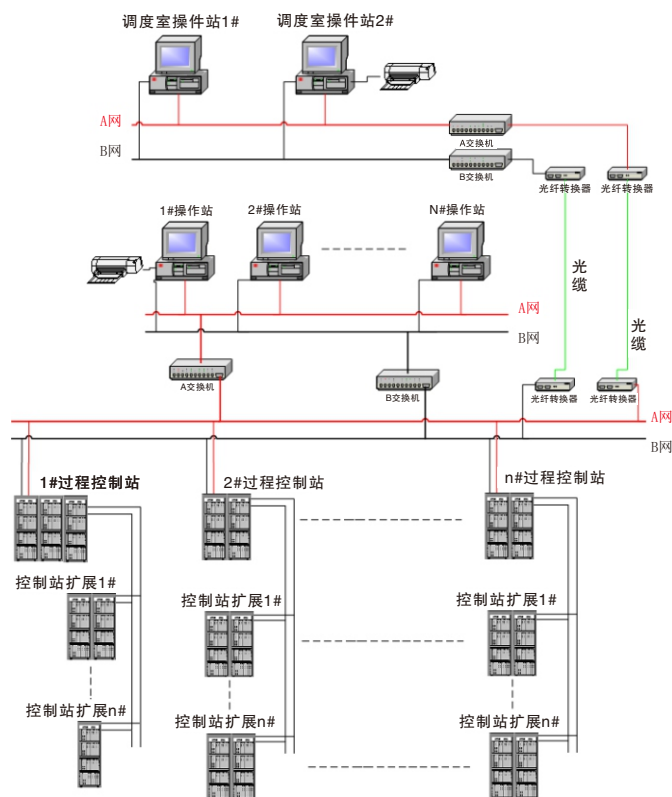 调度室操件站1#
调度室操件站2#
A网
A交换机
B网
B交换机
光纤转换器
光纤转换器
1#操作站
2#操作站
N#操作站
光缆
光缆
A网
B网
A交换机
B交换机
光纤转换器
光纤转换器
A网
B网
1#过程控制站
2#过程控制站
n#过程控制站
控制站扩展1#
控制站扩展1#
控制站扩展1#
控制站扩展n#
控制站扩展n#
控制站扩展n#